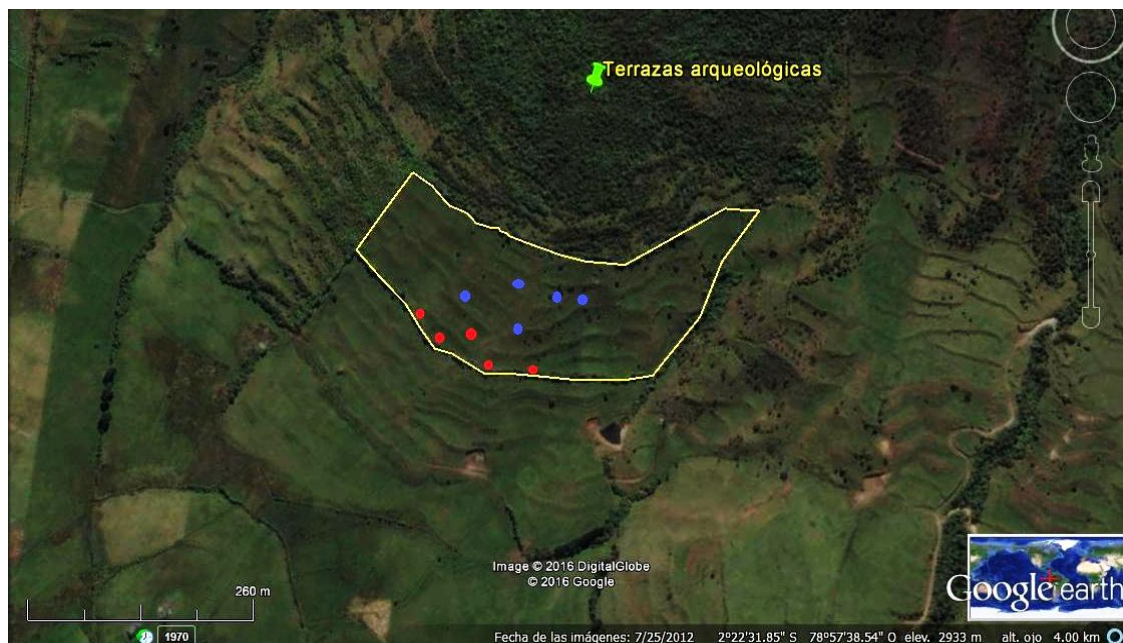 Terrazas arqueológicas
Image © 2016 DigitalGlobe
© 2016 Google
260 m
Google earth
1970
Fecha de las imágenes: 7/25/2012 2°22'31.85" S 78°57'38.54" O elev. 2933 m alt. ojo 4.00 km